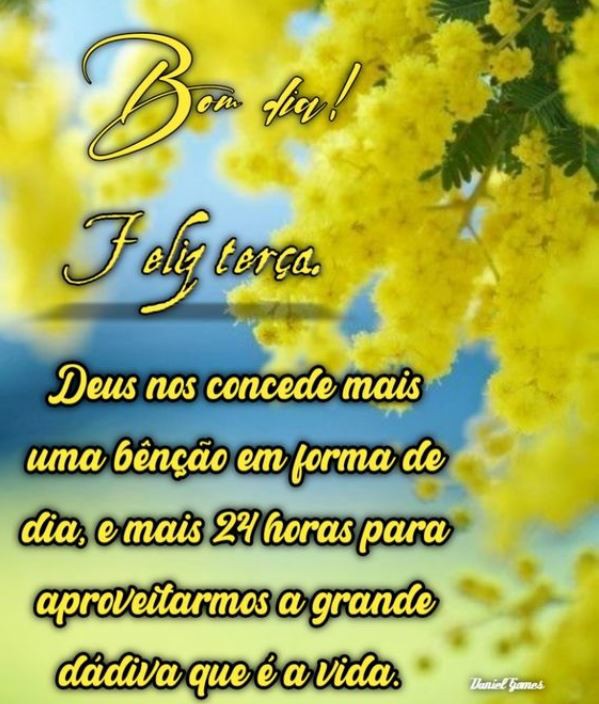 Bom dia!
Feliz terça.
Deus nos concede mais
uma bênção em forma de
dia, e mais 24 horas para
aproveitarmos a grande
dádiva que é a vida.
Daniel Gomes